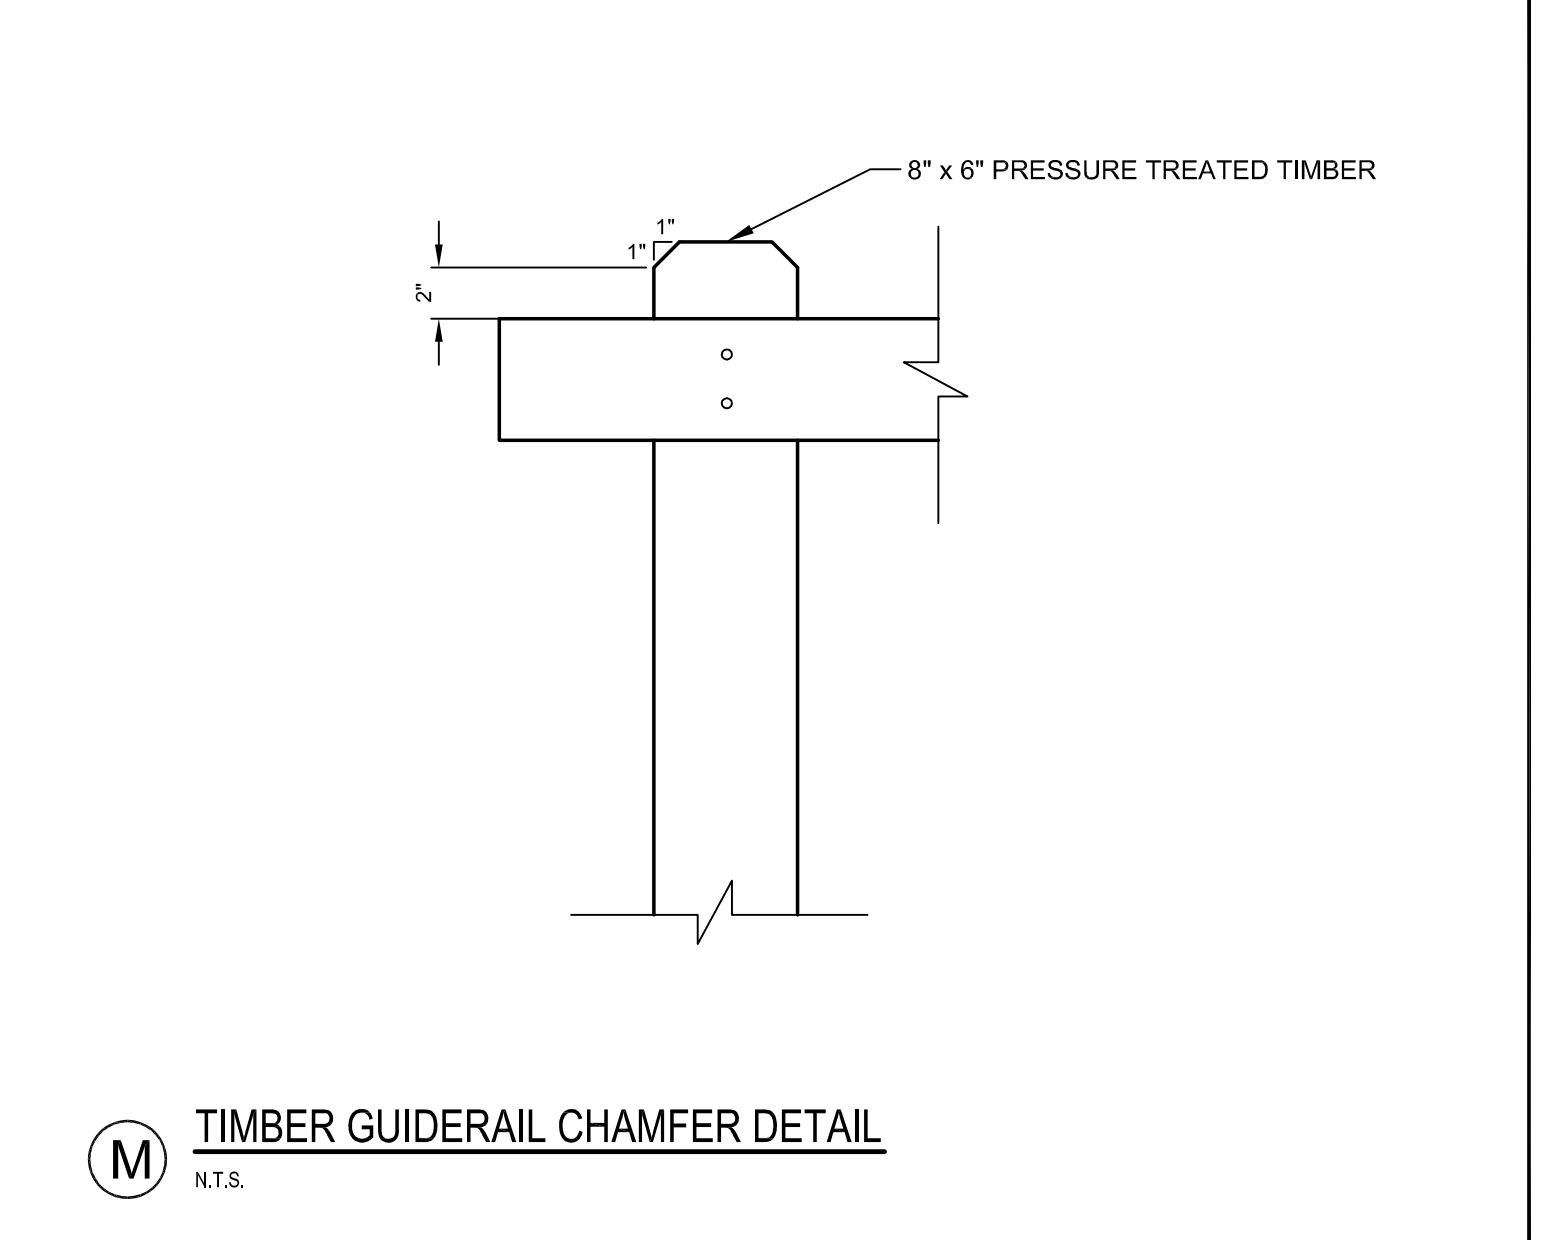 8" x 6" PRESSURE TREATED TIMBER
1"
1"
2"
M
TIMBER GUIDERAIL CHAMFER DETAIL
N.T.S.